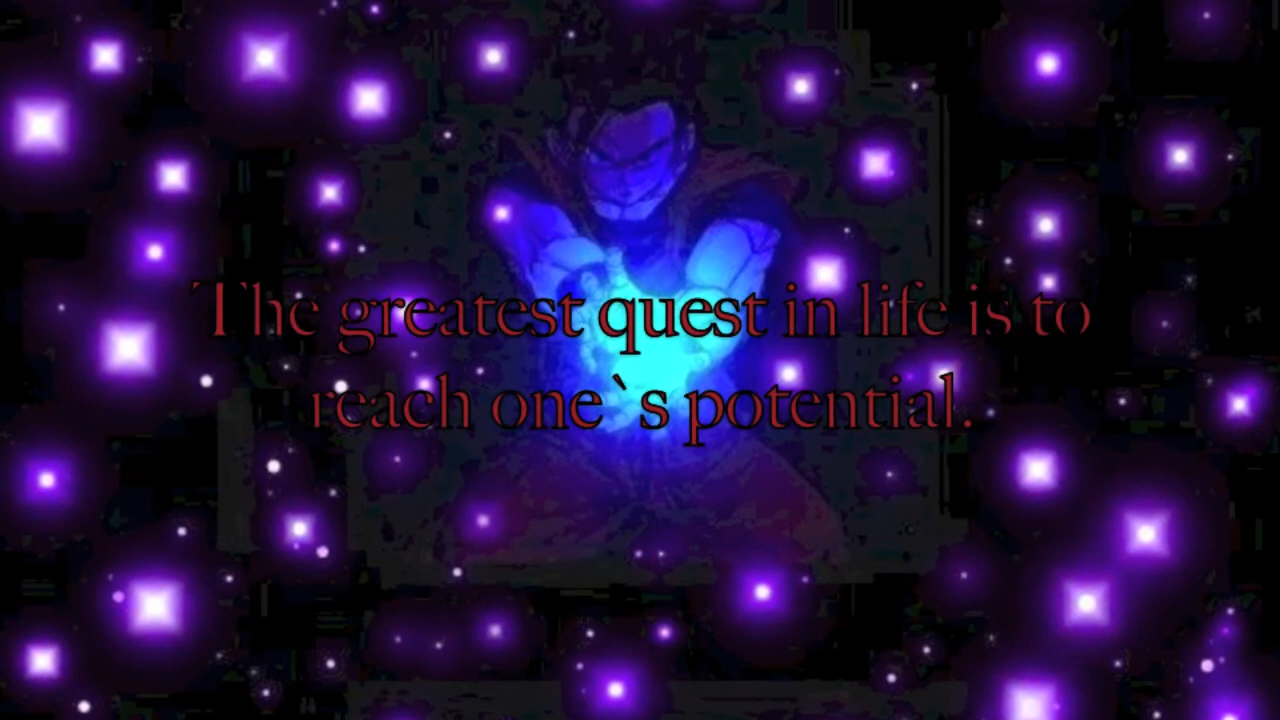 The greatest quest in life is to
reach one`s potential.